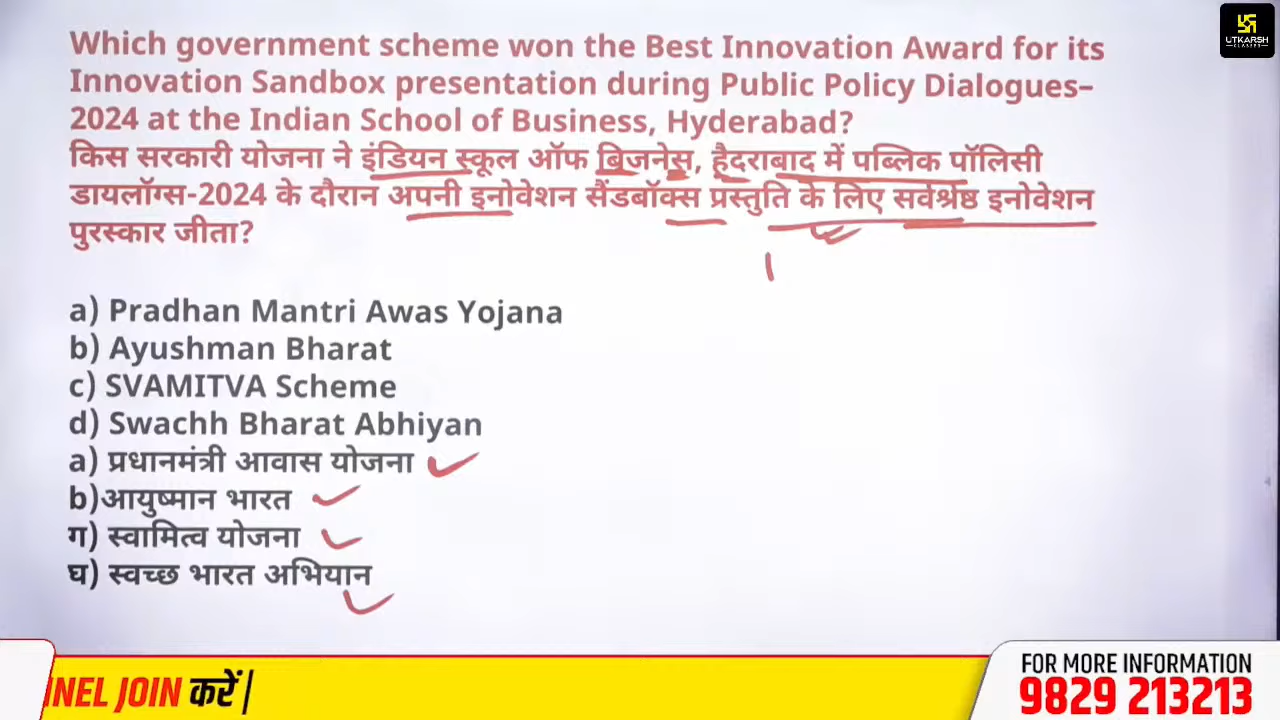 UTKARSH
CLASSES
Which government scheme won the Best Innovation Award for its
Innovation Sandbox presentation during Public Policy Dialogues–
2024 at the Indian School of Business, Hyderabad?
किस सरकारी योजना ने इंडियन स्कूल ऑफ बिजनेस, हैदराबाद में पब्लिक पॉलिसी
डायलॉग्स-2024 के दौरान अपनी इनोवेशन सैंडबॉक्स प्रस्तुति के लिए सर्वश्रेष्ठ इनोवेशन
पुरस्कार जीता?
a) Pradhan Mantri Awas Yojana
b) Ayushman Bharat
c) SVAMITVA Scheme
d) Swachh Bharat Abhiyan
a) प्रधानमंत्री आवास योजना
b)आयुष्मान भारत
ग) स्वामित्व योजना
घ) स्वच्छ भारत अभियान
NEL JOIN करें|
FOR MORE INFORMATION
9829 213213